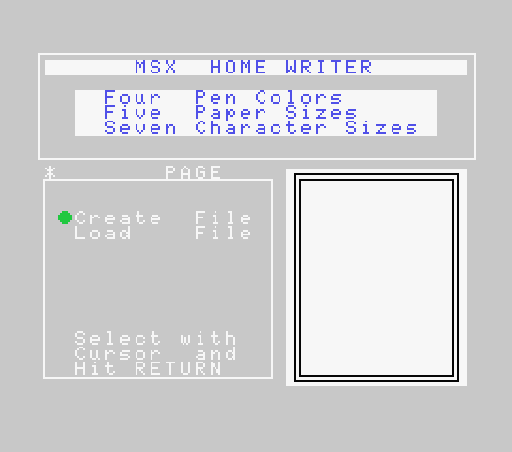 MSX  HOME WRITER
Four  Pen Colors
Five  Paper Sizes
Seven Character Sizes
* PAGE
Create  File
Load  File
Select with
Cursor  and
Hit RETURN